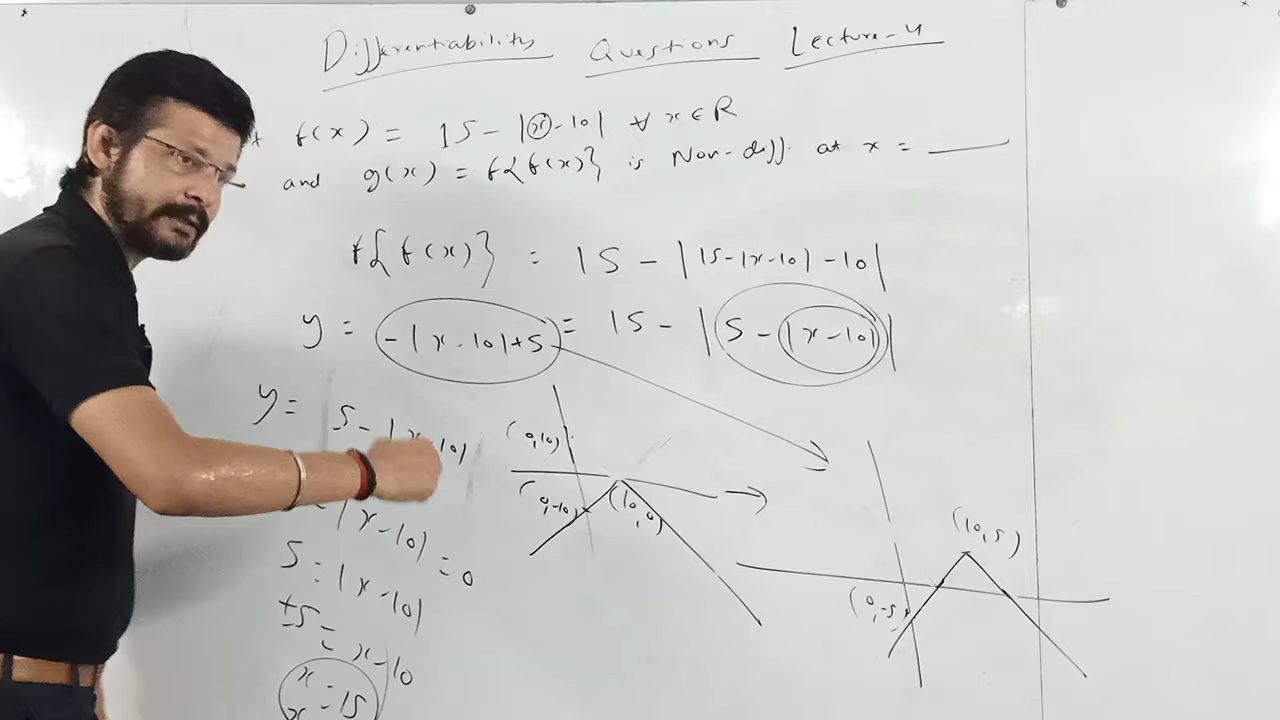 Differentiability Questions Lecture-4
f(x) = 15 - |x-10| ∀ x ∈ R
and g(x) = f{f(x)} is Non-diff. at x = ____
f{f(x)} = 15 - |15-|x-10|-10|
y = -|x-10|+5 = 15 - |5-|x-10||
y = 5-|x-10|
(0,10)
(0,-10)
(10,0)
(10,5)
(0,-5)
|x-10| = 0
5 = |x-10|
±5 = x-10
x =
x = 15